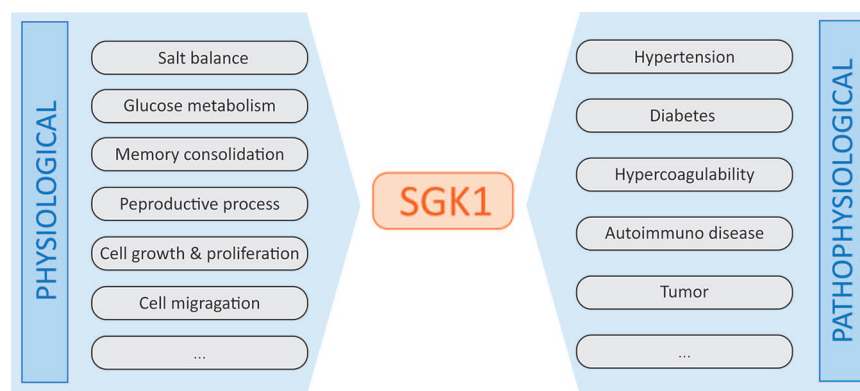 PHYSIOLOGICAL
Salt balance
Glucose metabolism
Memory consolidation
Peproductive process
Cell growth & proliferation
Cell migragation
...
SGK1
Hypertension
Diabetes
Hypercoagulability
Autoimmuno disease
Tumor
...
PATHOPHYSIOLOGICAL